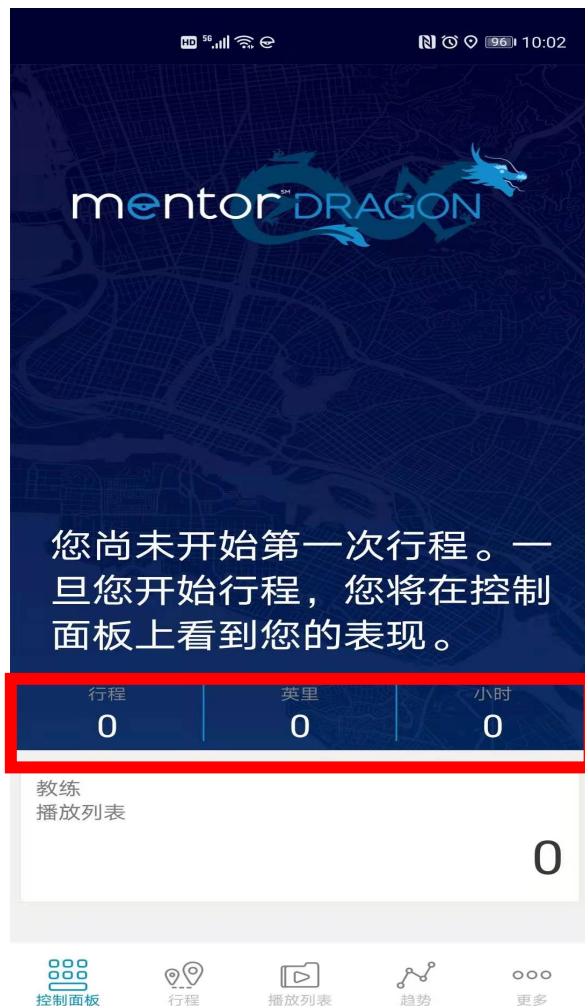 HD 5G 96 10:02
mentor℠DRAGON
您尚未开始第一次行程。一
旦您开始行程，您将在控制
面板上看到您的表现。
行程 英里 小时
0 0 0
教练
播放列表
0
控制面板 行程 播放列表 趋势 更多